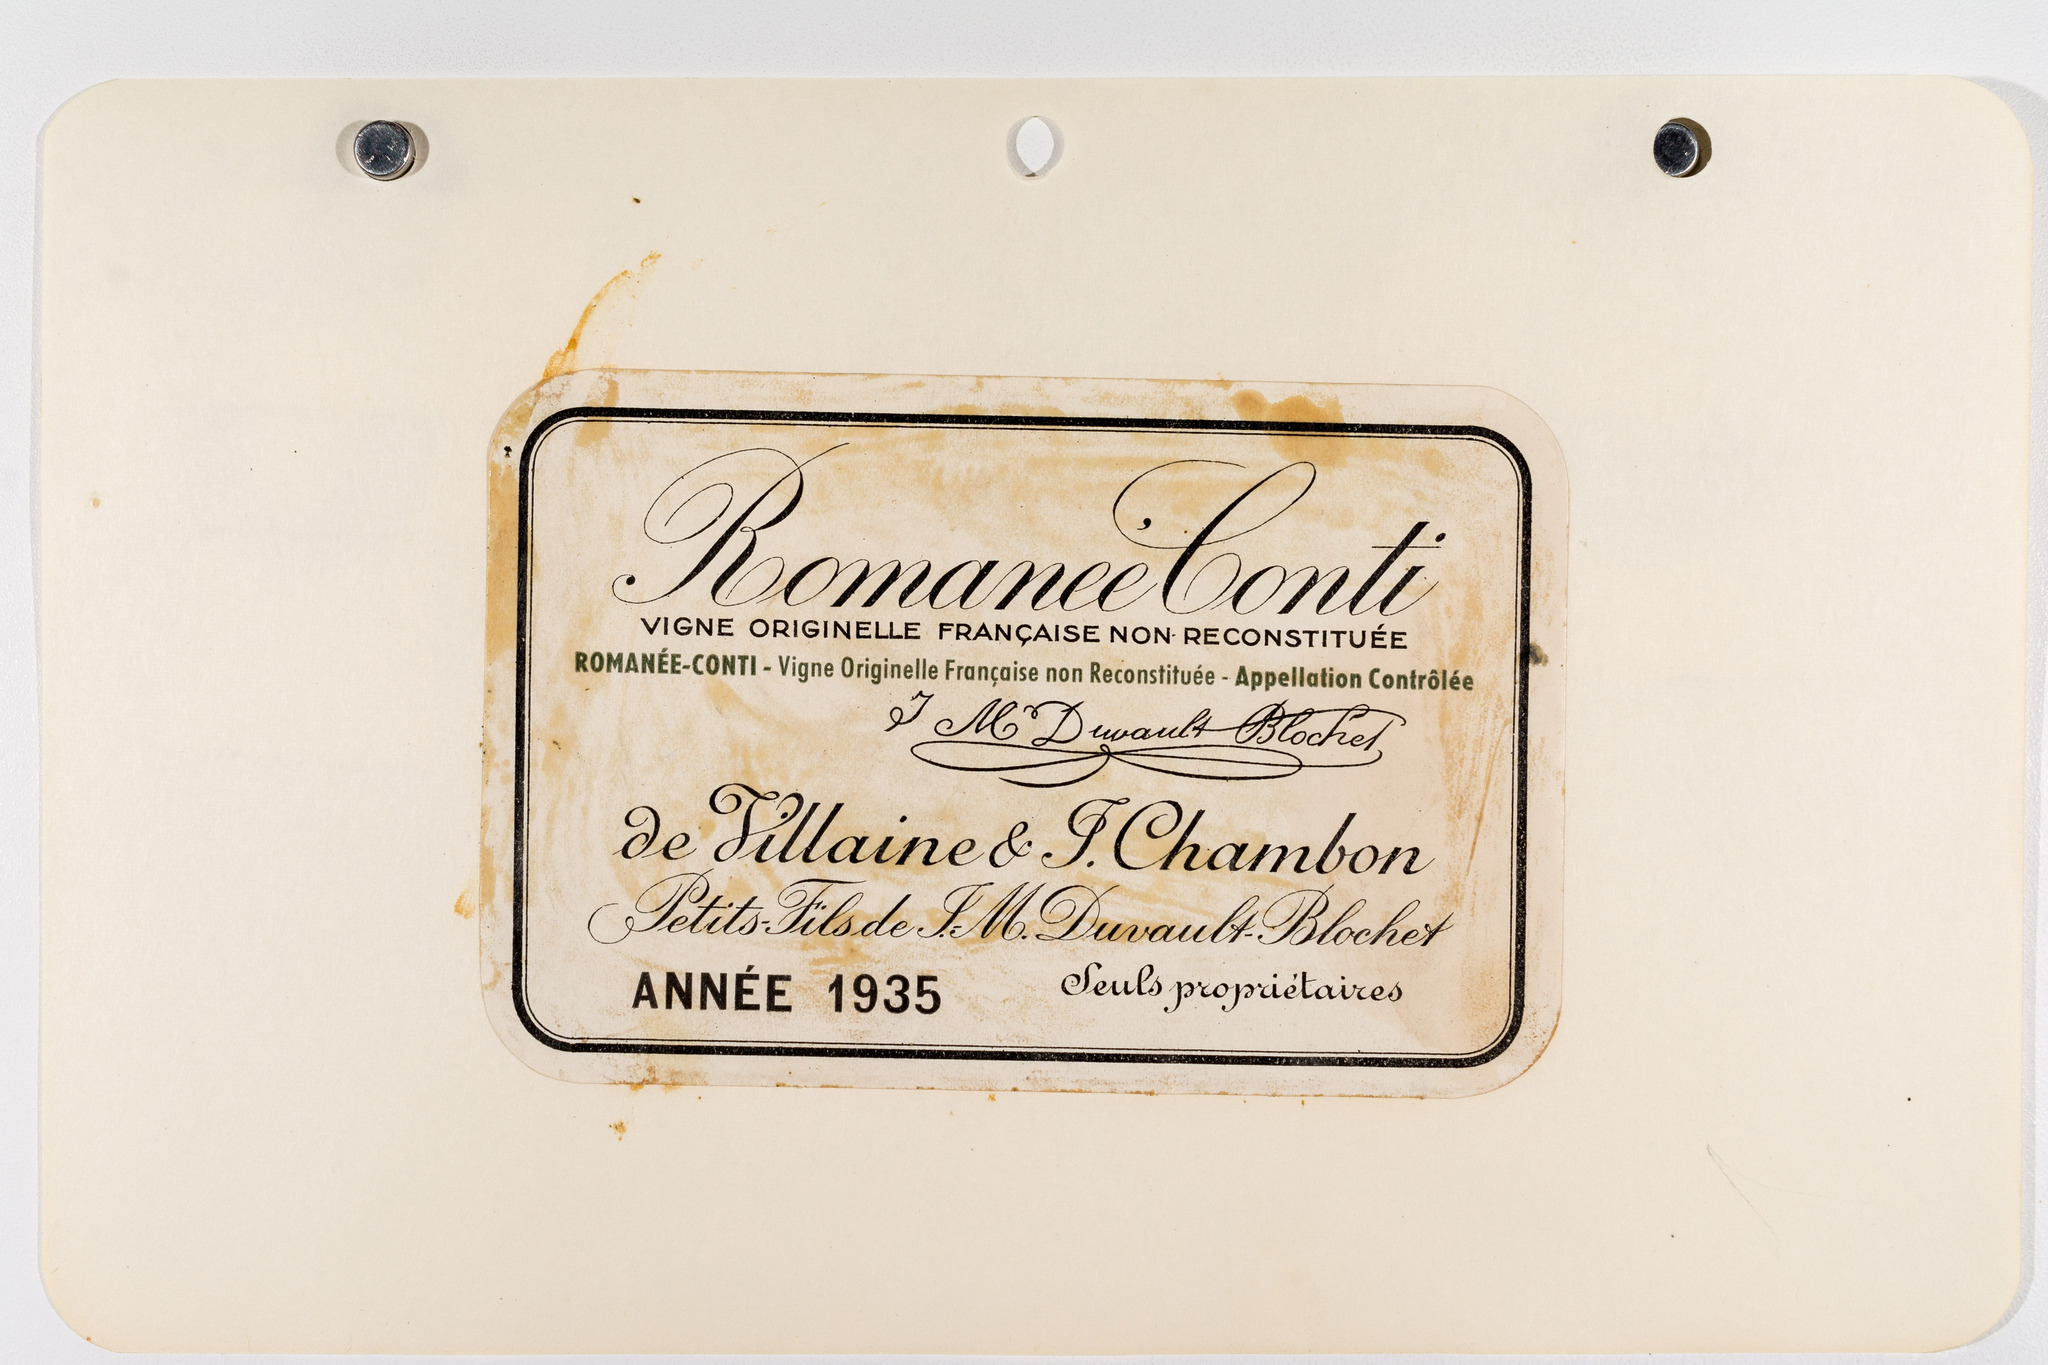 Romanée Conti
VIGNE ORIGINELLE FRANÇAISE NON RECONSTITUÉE
ROMANÉE-CONTI - Vigne Originelle Française non Reconstituée - Appellation Contrôlée
J Mie Duvault Blochet
de Villaine & J. Chambon
Petits-Fils de J.-M. Duvault-Blochet
ANNÉE 1935
Seuls propriétaires